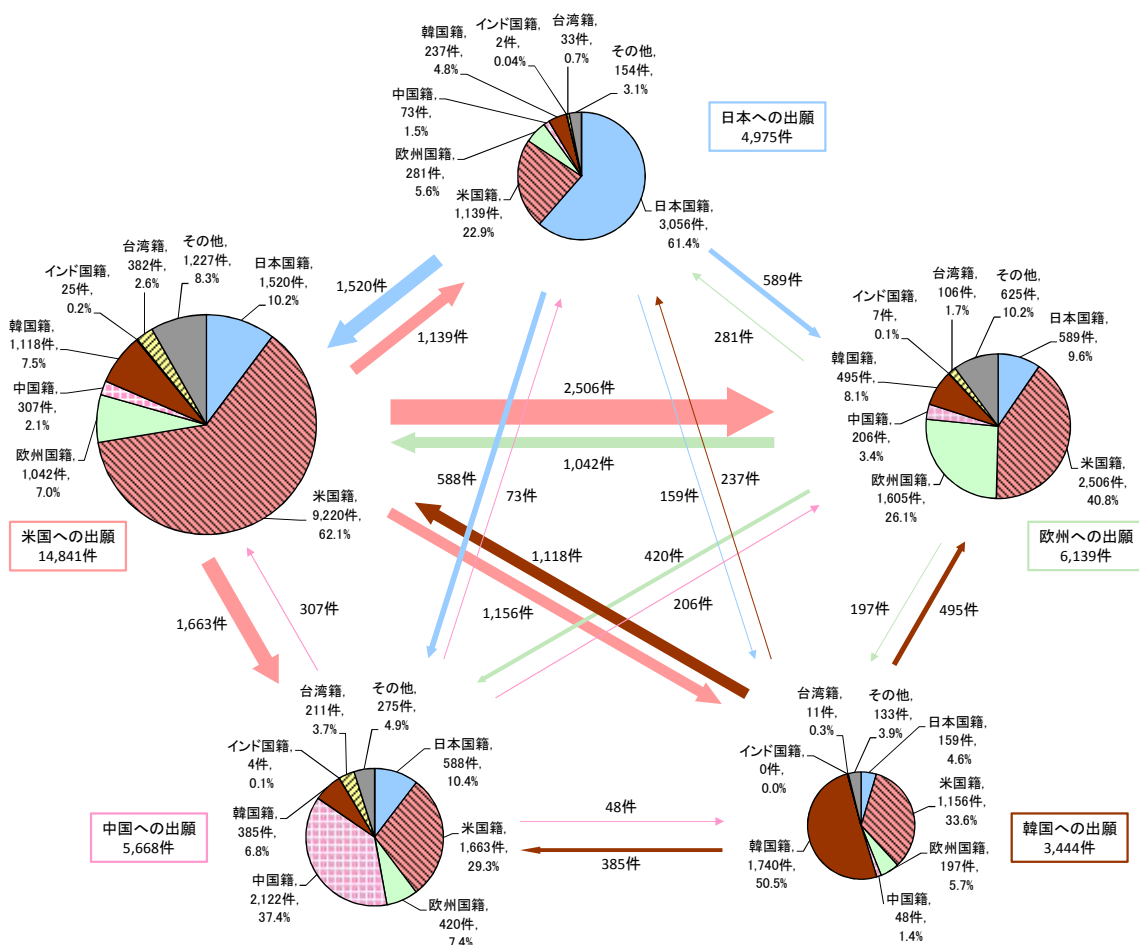 韓国籍,
237件,
4.8%
インド国籍,
2件,
0.04%
台湾籍,
33件,
0.7%
その他,
154件,
3.1%
中国籍,
73件,
1.5%
欧州国籍,
281件,
5.6%
米国籍,
1,139件,
22.9%
日本国籍,
3,056件,
61.4%
日本への出願
4,975件
インド国籍,
25件,
0.2%
台湾籍,
382件,
2.6%
その他,
1,227件,
8.3%
日本国籍,
1,520件,
10.2%
韓国籍,
1,118件,
7.5%
中国籍,
307件,
2.1%
欧州国籍,
1,042件,
7.0%
米国籍,
9,220件,
62.1%
米国への出願
14,841件
1,520件
1,139件
589件
281件
2,506件
1,042件
588件
73件
159件
237件
1,118件
1,156件
420件
206件
1,663件
307件
197件
495件
48件
385件
インド国籍,
7件,
0.1%
台湾籍,
106件,
1.7%
その他,
625件,
10.2%
日本国籍,
589件,
9.6%
韓国籍,
495件,
8.1%
中国籍,
206件,
3.4%
欧州国籍,
1,605件,
26.1%
米国籍,
2,506件,
40.8%
欧州への出願
6,139件
台湾籍,
211件,
3.7%
その他,
275件,
4.9%
インド国籍,
4件,
0.1%
日本国籍,
588件,
10.4%
韓国籍,
385件,
6.8%
米国籍,
1,663件,
29.3%
中国籍,
2,122件,
37.4%
欧州国籍,
420件,
7.4%
中国への出願
5,668件
台湾籍,
11件,
0.3%
その他,
133件,
3.9%
インド国籍,
0件,
0.0%
日本国籍,
159件,
4.6%
米国籍,
1,156件,
33.6%
韓国籍,
1,740件,
50.5%
欧州国籍,
197件,
5.7%
中国籍,
48件,
1.4%
韓国への出願
3,444件